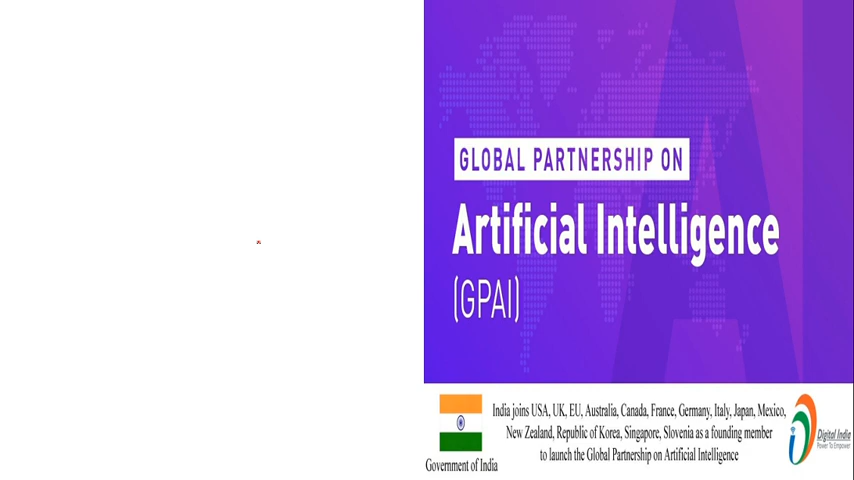 GLOBAL PARTNERSHIP ON
Artificial Intelligence
(GPAI)
India joins USA, UK, EU, Australia, Canada, France, Germany, Italy, Japan, Mexico,
New Zealand, Republic of Korea, Singapore, Slovenia as a founding member
to launch the Global Partnership on Artificial Intelligence
Government of India
Digital India
Power To Empower